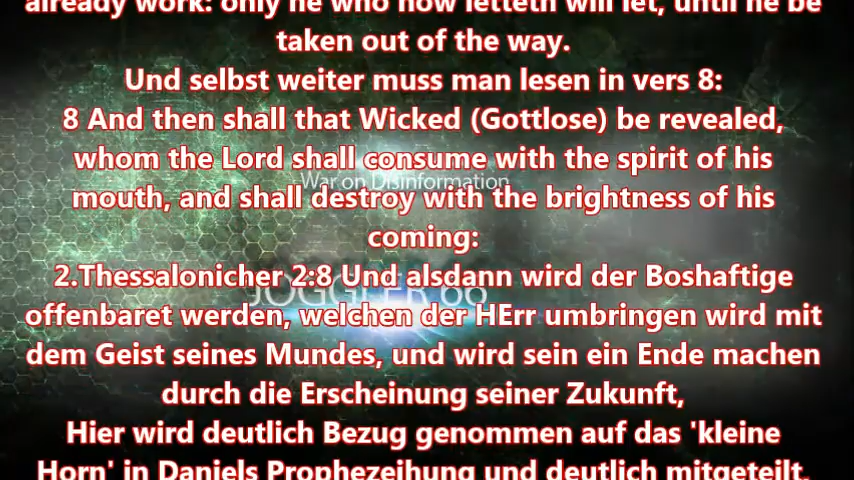 already work: only he who now letteth will let, until he be
taken out of the way.
Und selbst weiter muss man lesen in vers 8:
8 And then shall that Wicked (Gottlose) be revealed,
whom the Lord shall consume with the spirit of his
War on Disinformation
mouth, and shall destroy with the brightness of his
coming:
2.Thessalonicher 2:8 Und alsdann wird der Boshaftige
JOGGLER 66
offenbaret werden, welchen der HErr umbringen wird mit
dem Geist seines Mundes, und wird sein ein Ende machen
durch die Erscheinung seiner Zukunft,
Hier wird deutlich Bezug genommen auf das 'kleine
Horn' in Daniels Prophezeihung und deutlich mitgeteilt,